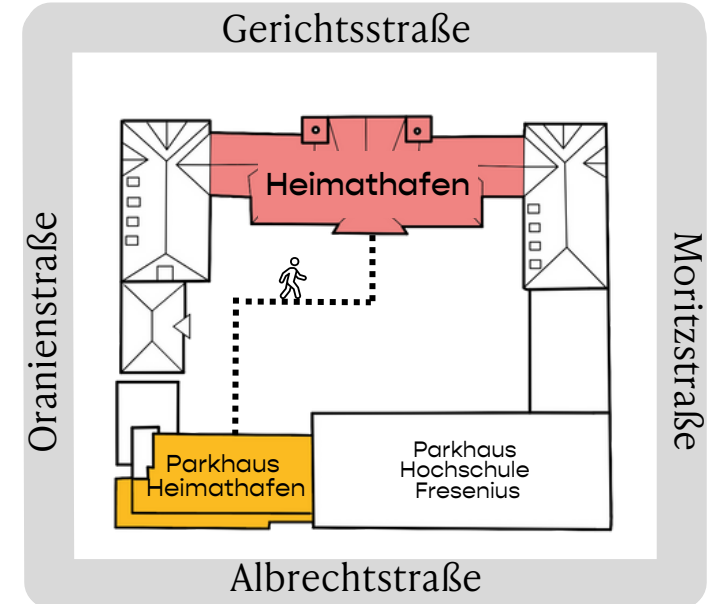 Gerichtsstraße
Heimathafen
Oranienstraße
Moritzstraße
Parkhaus
Heimathafen
Parkhaus
Hochschule
Fresenius
Albrechtstraße